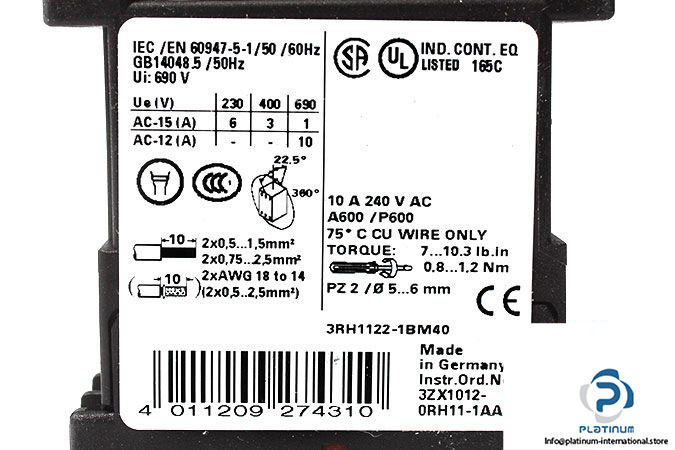 IEC /EN 60947-5-1/50 /60Hz
GB14048.5 /50Hz
Ui: 690 V
Ue (V) 230 400 690
AC-15 (A) 6 3 1
AC-12 (A) - - 10
SA
UL
IND. CONT. EQ
LISTED 165C
CCC
22,5°
360°
10 A 240 V AC
A600 /P600
75° C CU WIRE ONLY
TORQUE: 7...10.3 lb.in
0.8...1,2 Nm
PZ 2 /Ø 5...6 mm
10 2x0,5...1,5mm²
2x0,75...2,5mm²
10 2xAWG 18 to 14
(2x0,5...2,5mm²)
CE
3RH1122-1BM40
Made
in Germany
Instr.Ord.N
3ZX1012-
0RH11-1AA
4 011209 274310
PLATINUM
INTERNATIONAL
Info@platinum-international.store